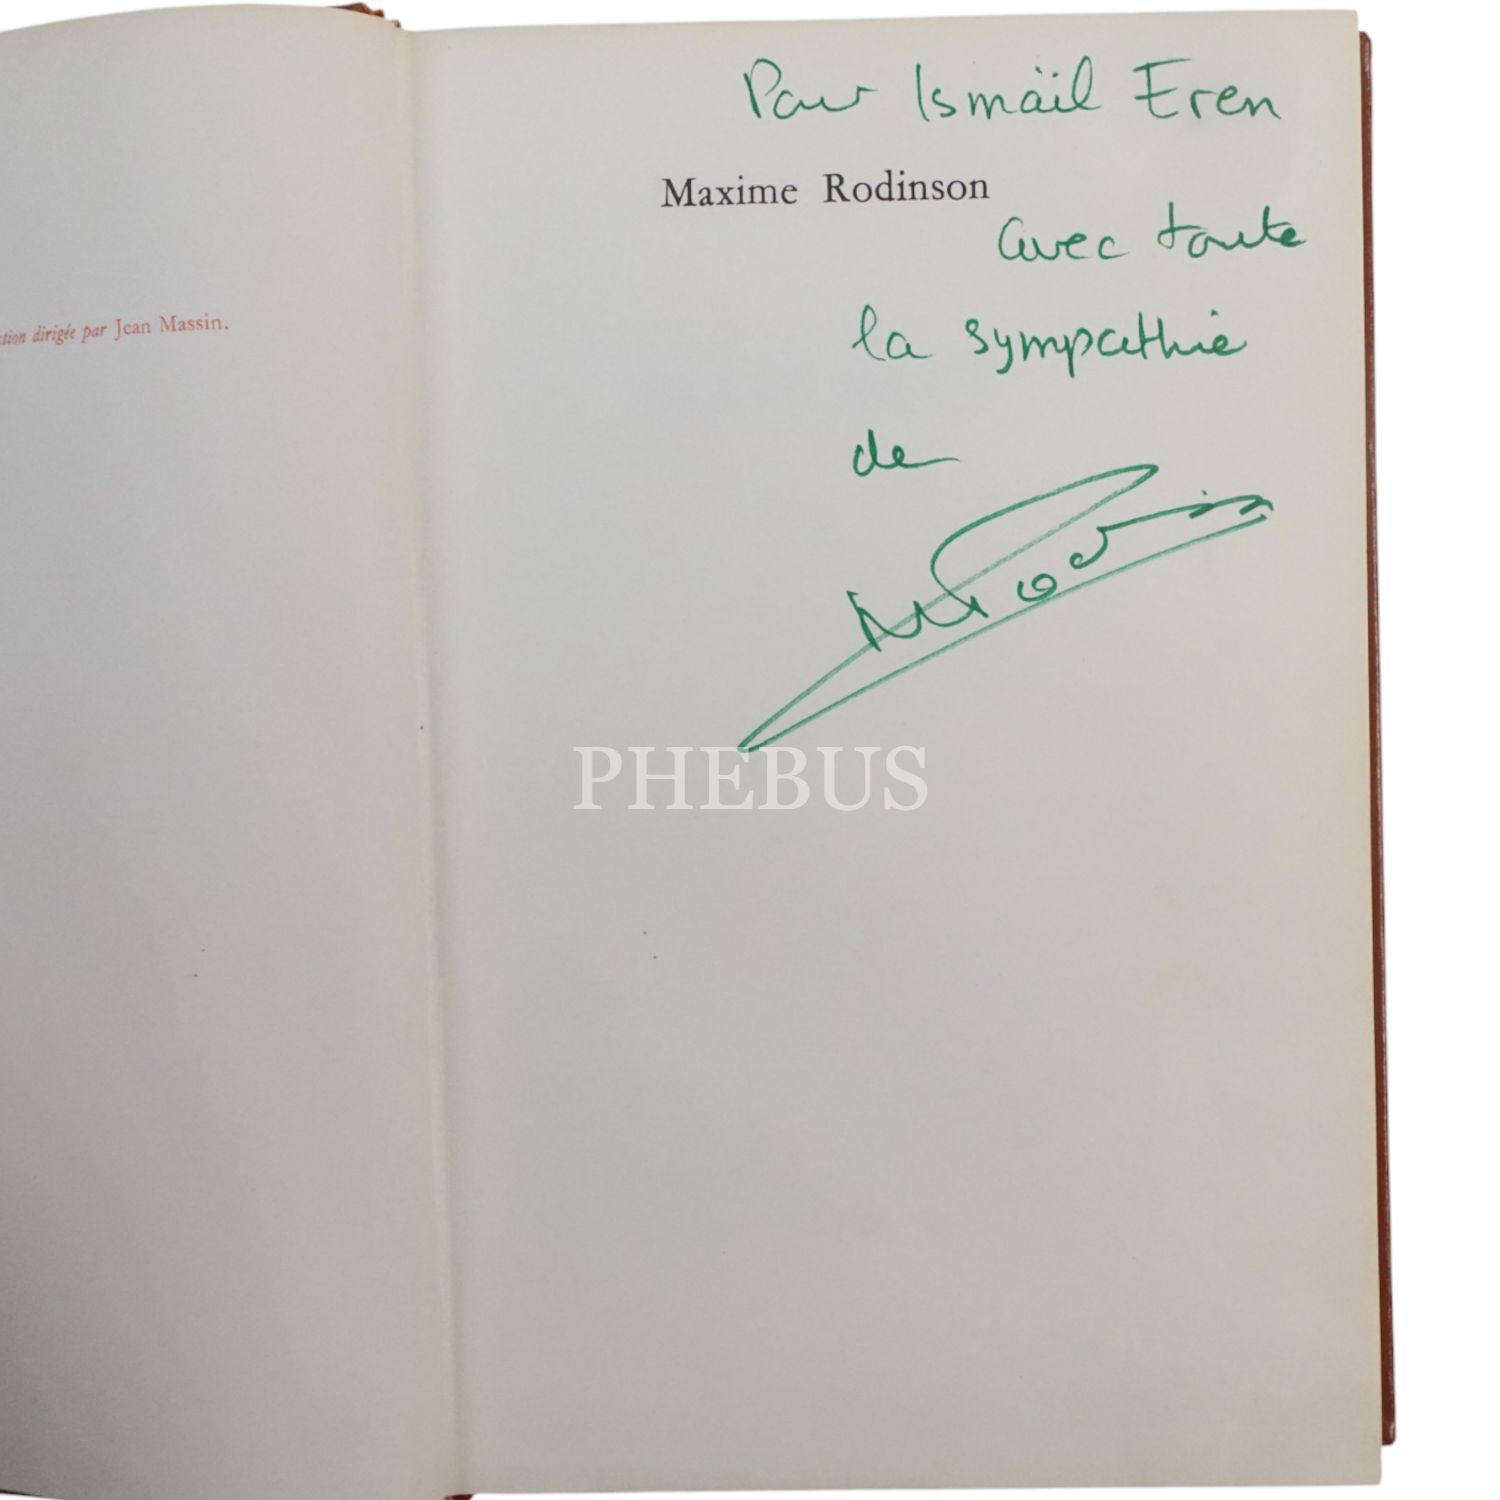 tion dirigée par Jean Massin.
Pour Ismaïl Eren
Maxime Rodinson
avec toute
la sympathie
de
PHEBUS